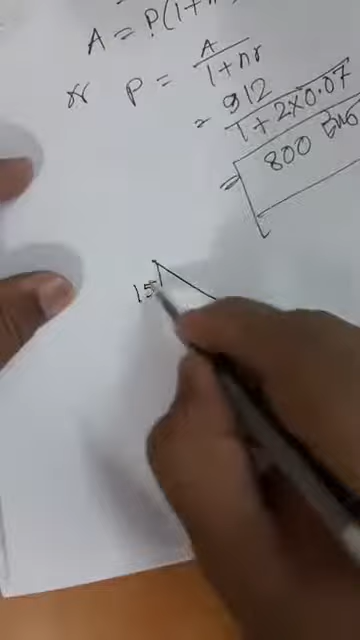 A = P(1+n
or P = A / 1+nr
= 912 / 1+2×0.07
= 800
15